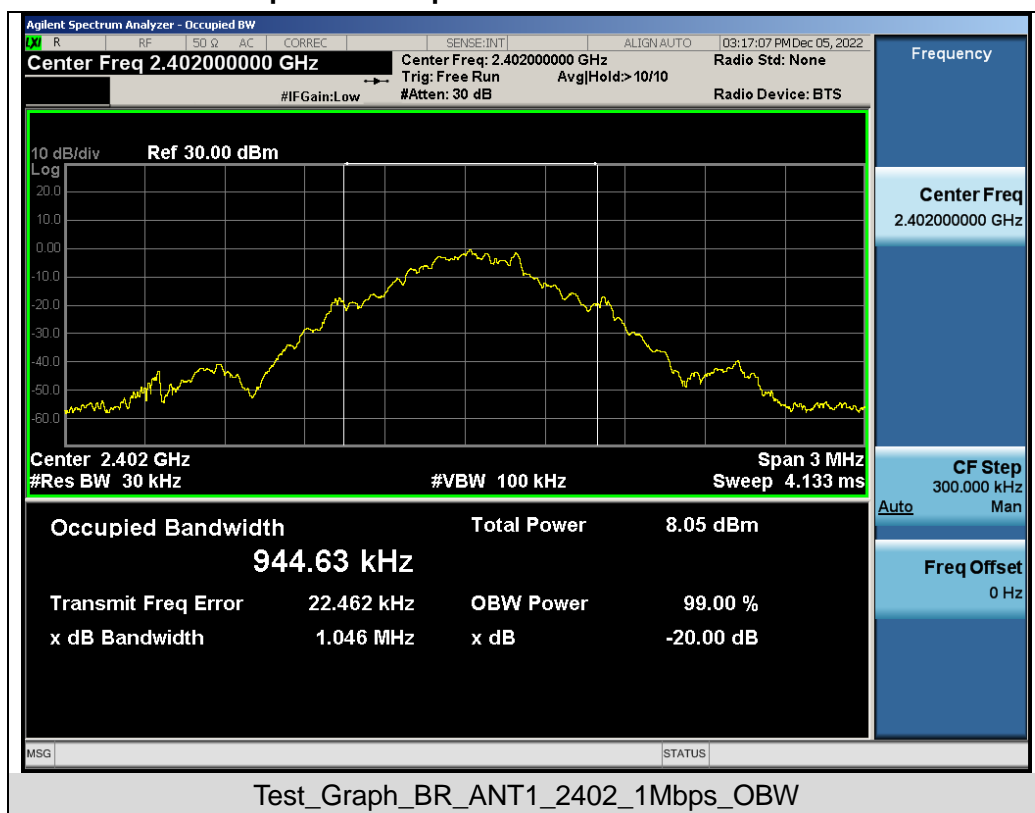 Agilent Spectrum Analyzer - Occupied BW
LXI R RF 50 Ω AC CORREC SENSE:INT ALIGN AUTO 03:17:07 PM Dec 05, 2022
Center Freq 2.402000000 GHz Center Freq: 2.402000000 GHz Radio Std: None
Trig: Free Run Avg|Hold:> 10/10
#IFGain:Low #Atten: 30 dB Radio Device: BTS
Frequency
10 dB/div Ref 30.00 dBm
Log
20.0
10.0
0.00
-10.0
-20.0
-30.0
-40.0
-50.0
-60.0
Center 2.402 GHz Span 3 MHz
#Res BW 30 kHz #VBW 100 kHz Sweep 4.133 ms
Center Freq
2.402000000 GHz
CF Step
300.000 kHz
Auto Man
Freq Offset
0 Hz
Occupied Bandwidth Total Power 8.05 dBm
944.63 kHz
Transmit Freq Error 22.462 kHz OBW Power 99.00 %
x dB Bandwidth 1.046 MHz x dB -20.00 dB
MSG STATUS
Test_Graph_BR_ANT1_2402_1Mbps_OBW